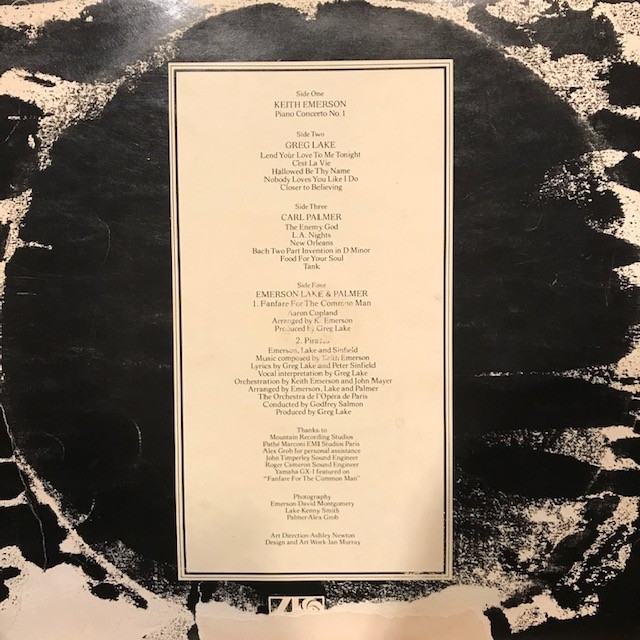 Side One
KEITH EMERSON
Piano Concerto No. 1
Side Two
GREG LAKE
Lend Your Love To Me Tonight
C'est La Vie
Hallowed Be Thy Name
Nobody Loves You Like I Do
Closer to Believing
Side Three
CARL PALMER
The Enemy God
L.A. Nights
New Orleans
Bach Two Part Invention in D Minor
Food For Your Soul
Tank
Side Four
EMERSON LAKE & PALMER
1. Fanfare For The Common Man
Aaron Copland
Arranged by K. Emerson
Produced by Greg Lake
2. Pirates
Emerson, Lake and Sinfield
Music composed by Keith Emerson
Lyrics by Greg Lake and Peter Sinfield
Vocal interpretation by Greg Lake
Orchestration by Keith Emerson and John Mayer
Arranged by Emerson, Lake and Palmer
The Orchestra de l'Opéra de Paris
Conducted by Godfrey Salmon
Produced by Greg Lake
Thanks to
Mountain Recording Studios
Pathé Marconi EMI Studios Paris
Alex Grob for personal assistance
John Timperley Sound Engineer
Roger Cameron Sound Engineer
Yamaha GX-1 featured on
"Fanfare For The Common Man"
Photography
Emerson-David Montgomery
Lake-Kenny Smith
Palmer-Alex Grob
Art Direction-Ashley Newton
Design and Art Work-Ian Murray